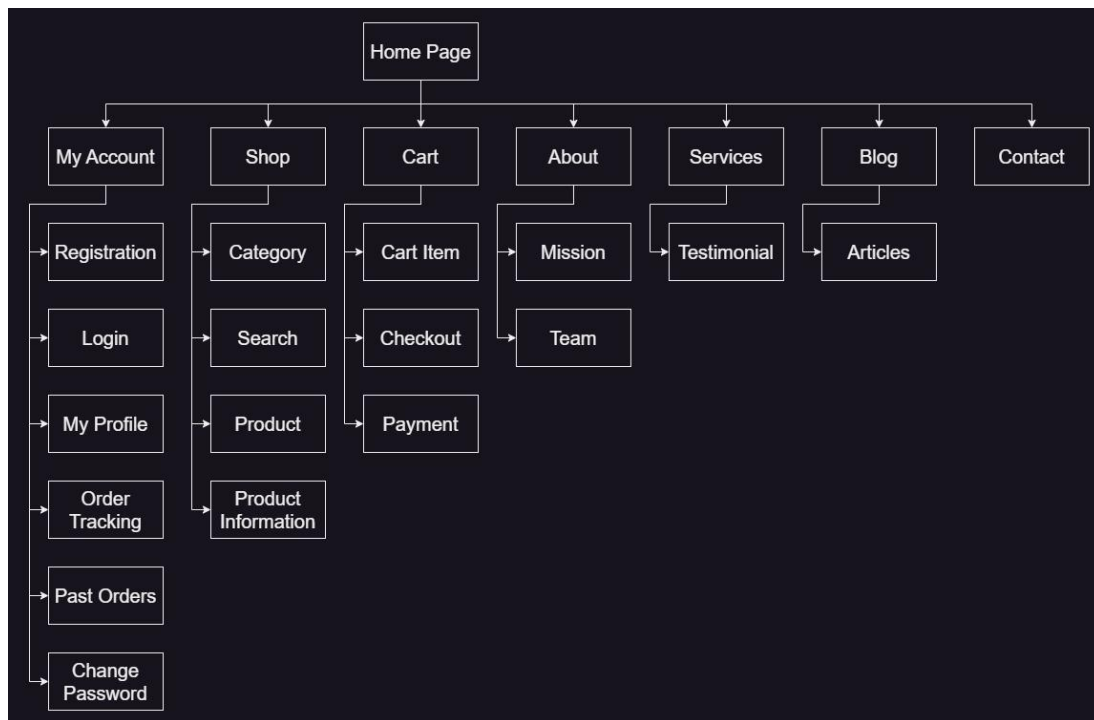 Home Page
My Account
Shop
Cart
About
Services
Blog
Contact
Registration
Category
Cart Item
Mission
Testimonial
Articles
Login
Search
Checkout
Team
My Profile
Product
Payment
Order
Tracking
Product
Information
Past Orders
Change
Password